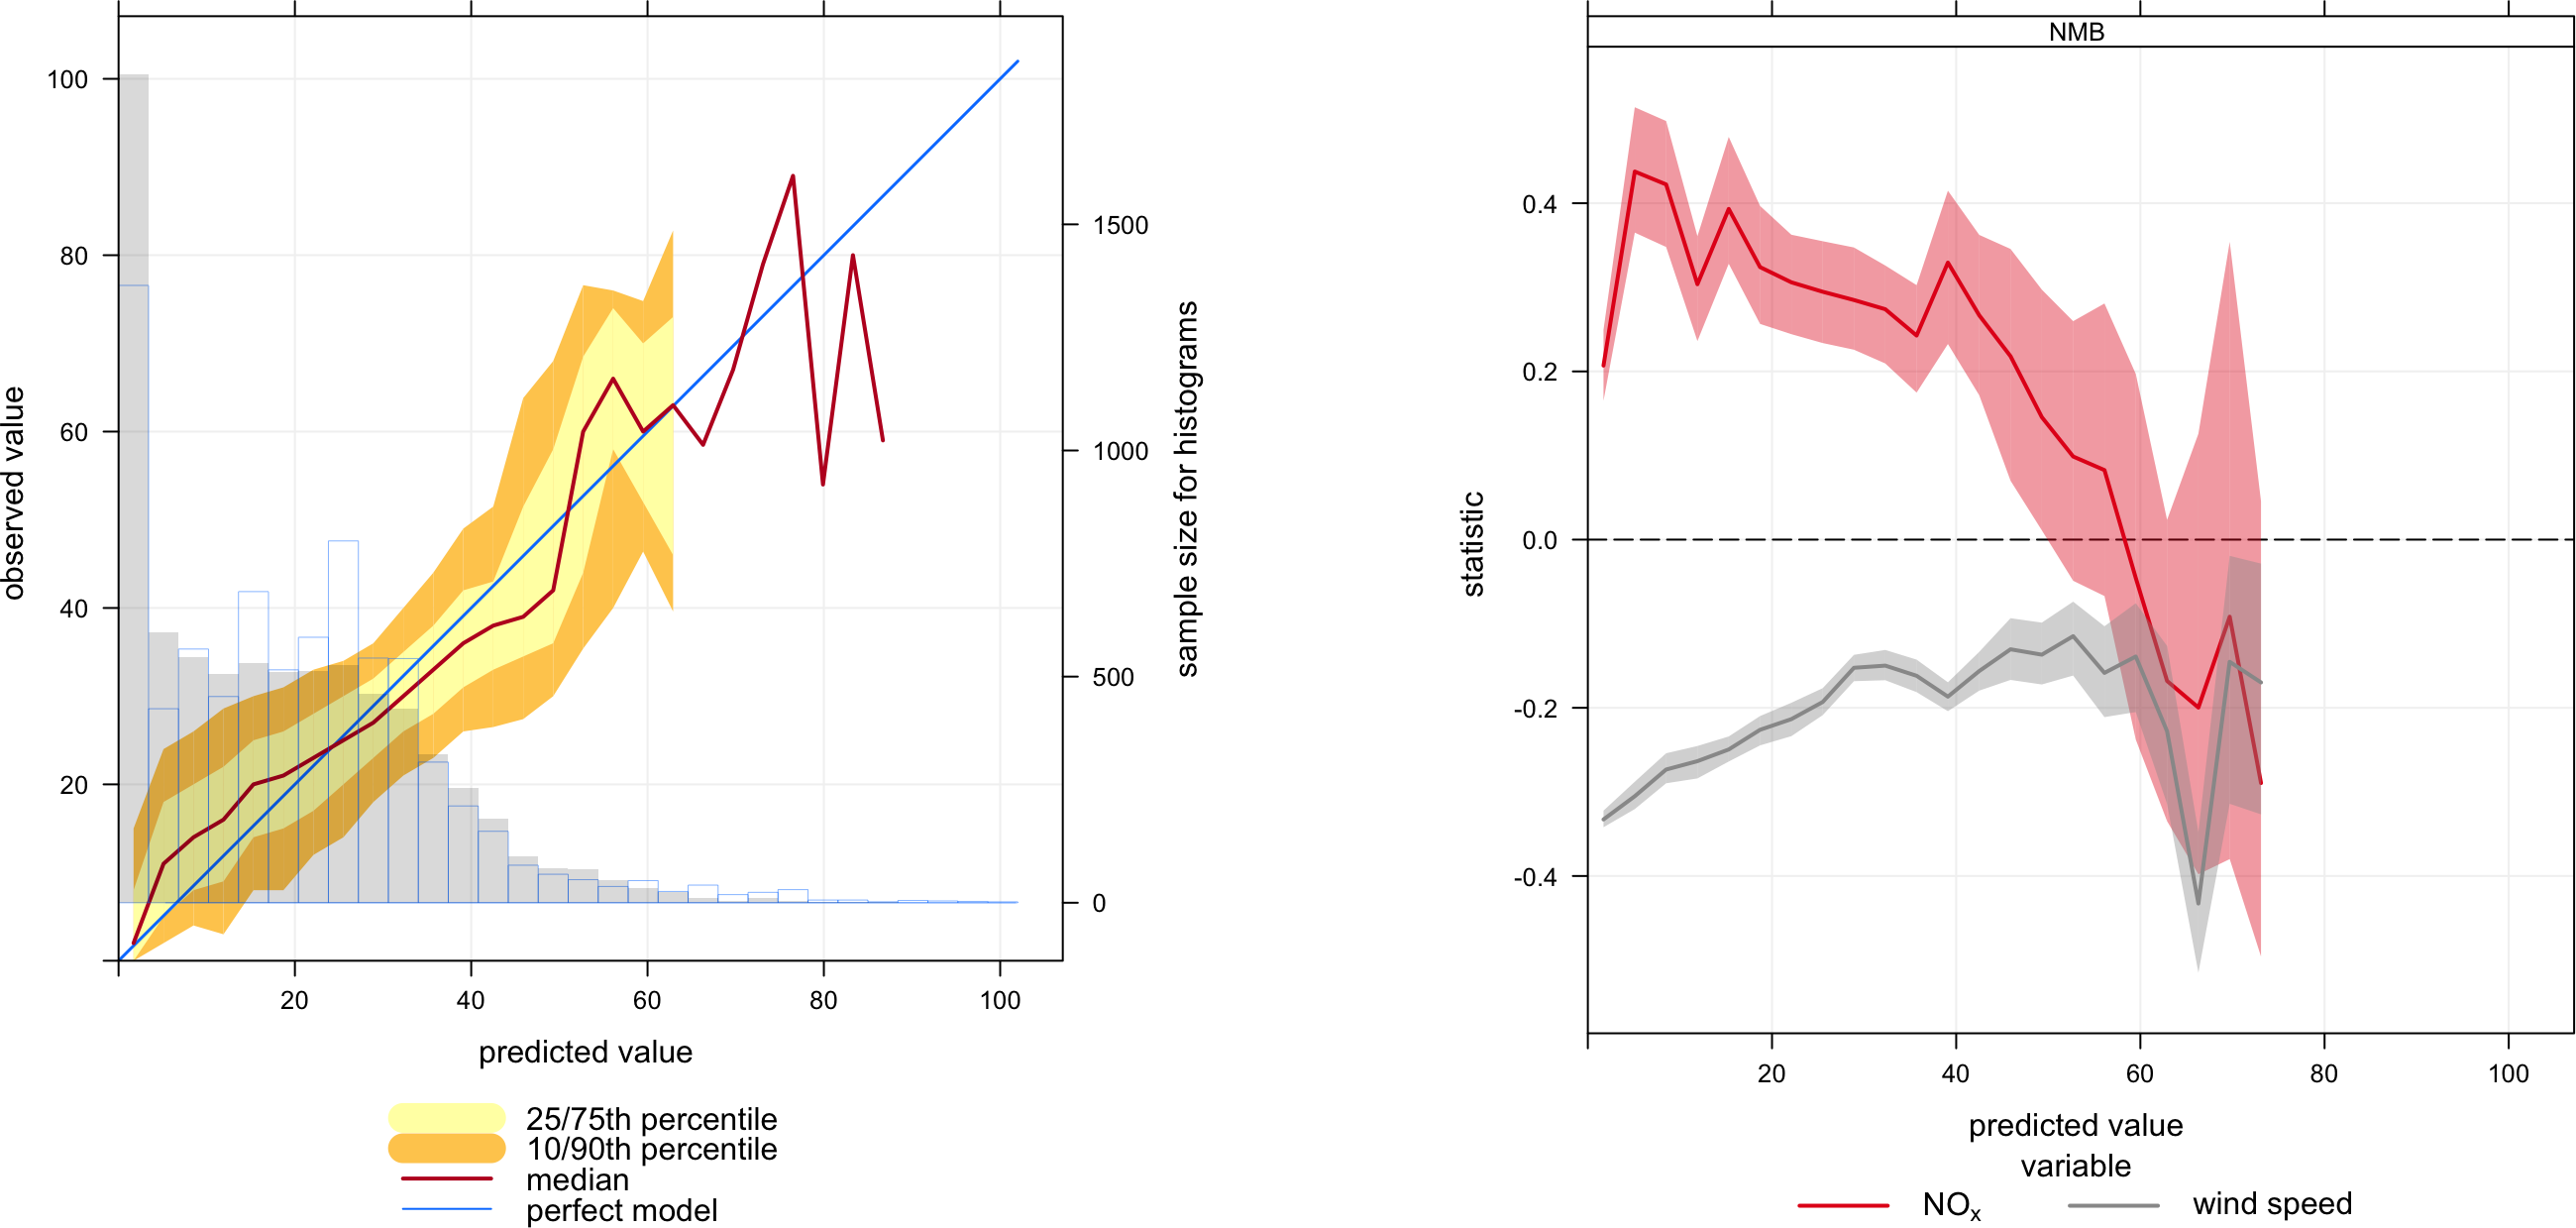 100
80
60
40
20
observed value
20
40
60
80
100
predicted value
1500
1000
500
0
sample size for histograms
25/75th percentile
10/90th percentile
median
perfect model
NMB
0.4
0.2
0.0
-0.2
-0.4
statistic
20
40
60
80
100
predicted value
variable
NOx
wind speed